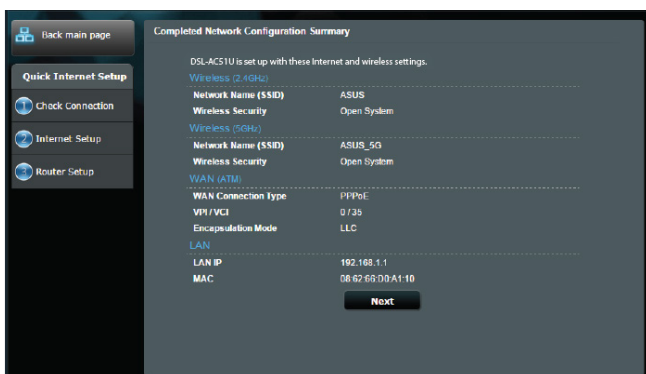 Back main page
Quick Internet Setup
1 Check Connection
2 Internet Setup
3 Router Setup
Completed Network Configuration Summary
DSL-AC51U is set up with these Internet and wireless settings.
Wireless (2.4GHz)
Network Name (SSID) ASUS
Wireless Security Open System
Wireless (5GHz)
Network Name (SSID) ASUS_5G
Wireless Security Open System
WAN (ATM)
WAN Connection Type PPPoE
VPI / VCI 0 / 35
Encapsulation Mode LLC
LAN
LAN IP 192.168.1.1
MAC 08:62:66:D0:A1:10
Next